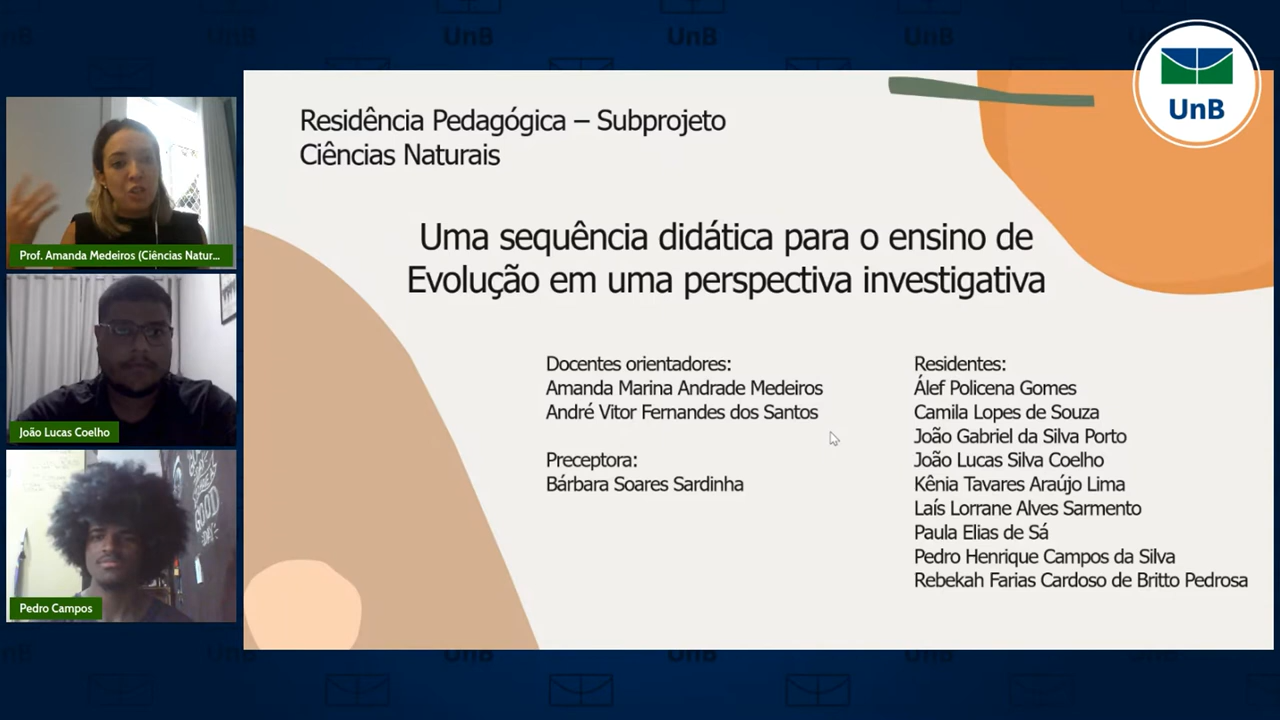 UnB
Residência Pedagógica – Subprojeto
Ciências Naturais
Uma sequência didática para o ensino de
Evolução em uma perspectiva investigativa
Docentes orientadores:
Amanda Marina Andrade Medeiros
André Vitor Fernandes dos Santos
Preceptora:
Bárbara Soares Sardinha
Residentes:
Álef Policena Gomes
Camila Lopes de Souza
João Gabriel da Silva Porto
João Lucas Silva Coelho
Kênia Tavares Araújo Lima
Laís Lorrane Alves Sarmento
Paula Elias de Sá
Pedro Henrique Campos da Silva
Rebekah Farias Cardoso de Britto Pedrosa
Prof. Amanda Medeiros (Ciências Natur...
João Lucas Coelho
GOOD
Pedro Campos